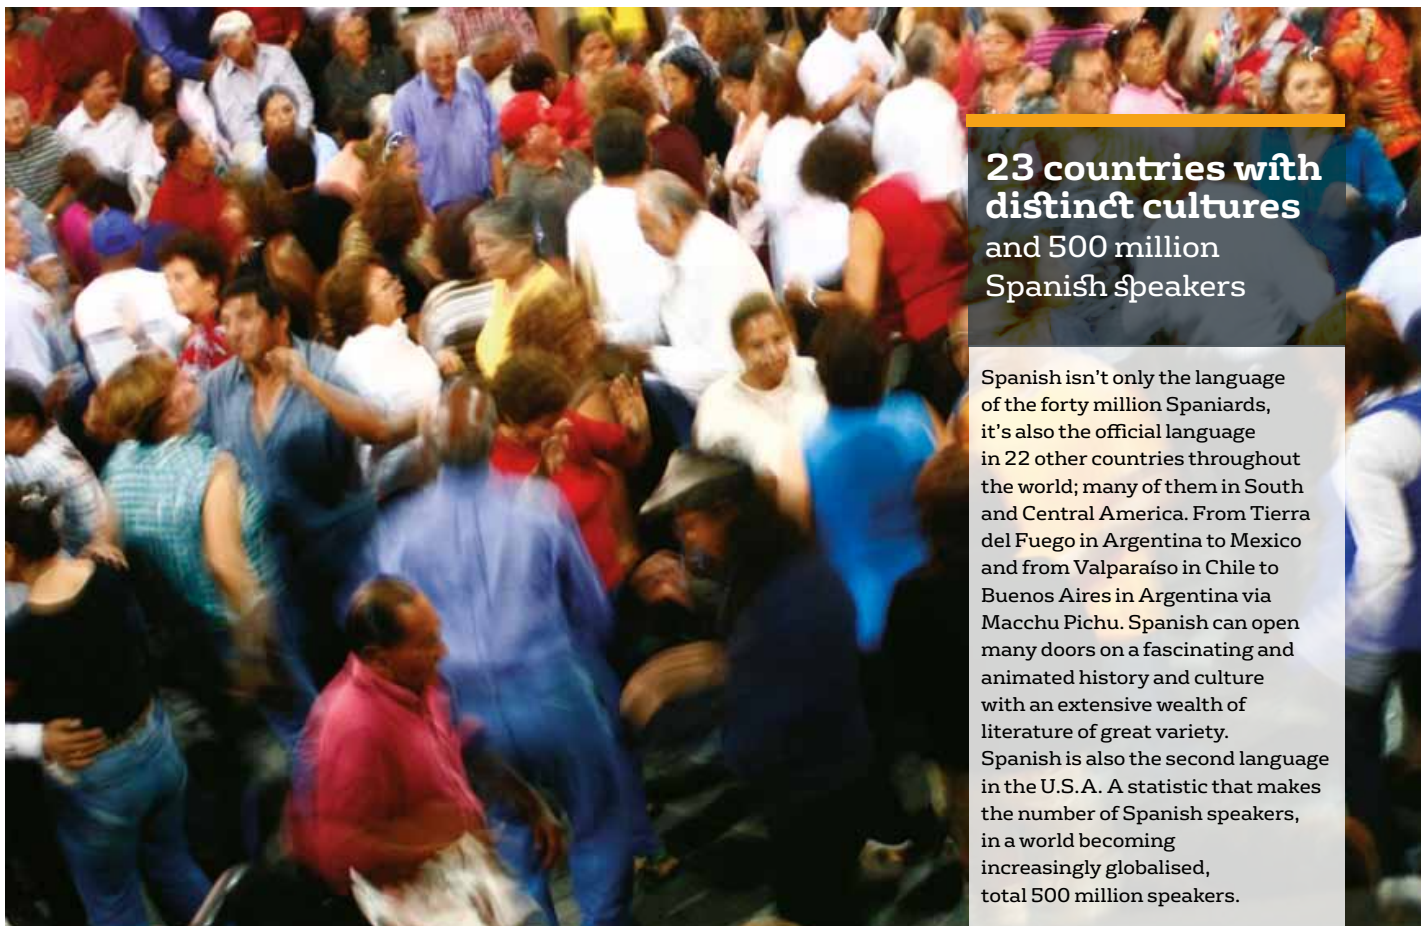 23 countries with
distinct cultures
and 500 million
Spanish speakers
Spanish isn't only the language
of the forty million Spaniards,
it's also the official language
in 22 other countries throughout
the world; many of them in South
and Central America. From Tierra
del Fuego in Argentina to Mexico
and from Valparaíso in Chile to
Buenos Aires in Argentina via
Macchu Pichu. Spanish can open
many doors on a fascinating and
animated history and culture
with an extensive wealth of
literature of great variety.
Spanish is also the second language
in the U.S.A. A statistic that makes
the number of Spanish speakers,
in a world becoming
increasingly globalised,
total 500 million speakers.